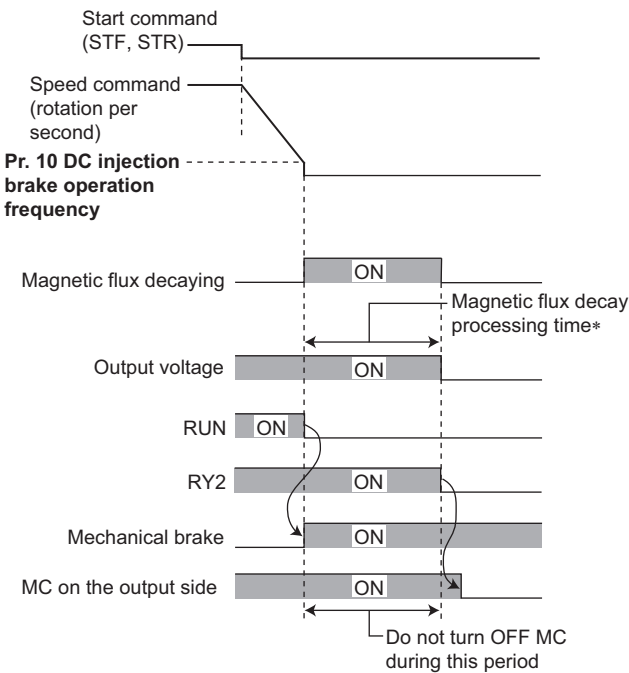 Start command
(STF, STR)
Speed command
(rotation per
second)
Pr. 10 DC injection
brake operation
frequency
Magnetic flux decaying
ON
Magnetic flux decay
processing time*
Output voltage
ON
RUN
ON
RY2
ON
Mechanical brake
ON
MC on the output side
ON
Do not turn OFF MC
during this period